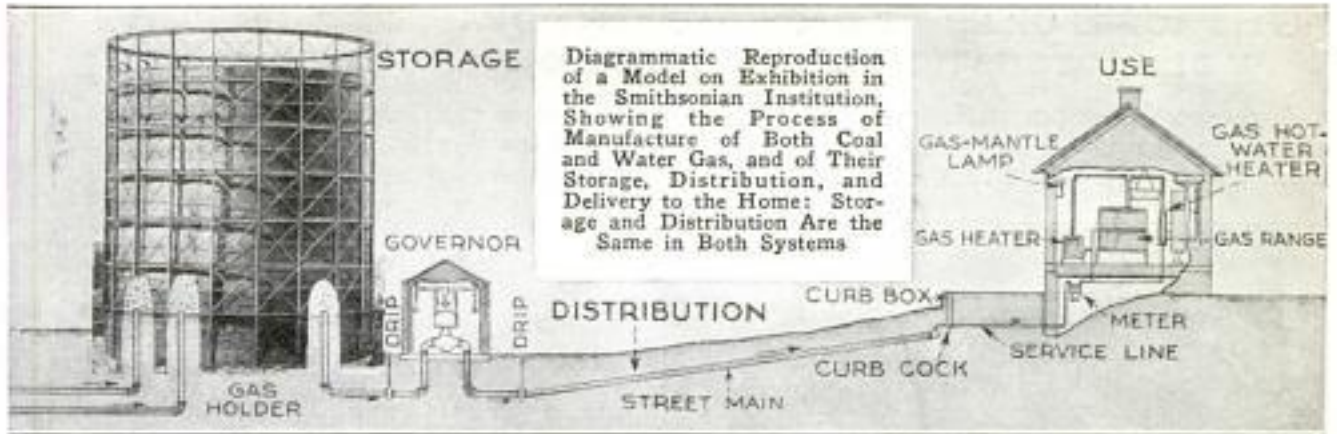 STORAGE
Diagrammatic Reproduction
of a Model on Exhibition in
the Smithsonian Institution,
Showing the Process of
Manufacture of Both Coal
and Water Gas, and of Their
Storage, Distribution, and
Delivery to the Home: Stor-
age and Distribution Are the
Same in Both Systems
USE
GAS-MANTLE
LAMP
GAS HOT-
WATER
HEATER
GOVERNOR
GAS HEATER
GAS RANGE
DRIP
DRIP
DISTRIBUTION
CURB BOX
METER
SERVICE LINE
CURB COCK
STREET MAIN
GAS
HOLDER